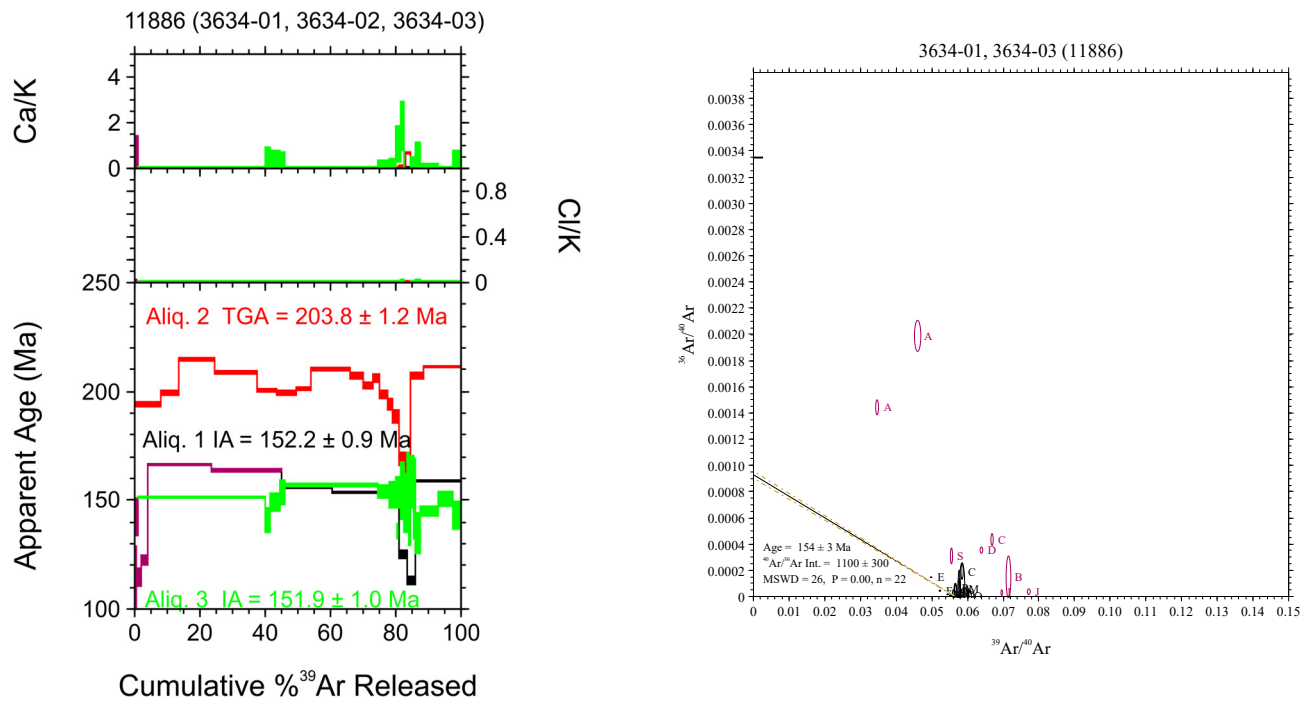 11886 (3634-01, 3634-02, 3634-03)
Ca/K
4
2
0
Cl/K
0.8
0.4
0
Apparent Age (Ma)
250
200
150
100
Aliq. 2 TGA = 203.8 ± 1.2 Ma
Aliq. 1 IA = 152.2 ± 0.9 Ma
Aliq. 3 IA = 151.9 ± 1.0 Ma
0 20 40 60 80 100
Cumulative %³⁹Ar Released
3634-01, 3634-03 (11886)
³⁶Ar/⁴⁰Ar
0.0038
0.0036
0.0034
0.0032
0.0030
0.0028
0.0026
0.0024
0.0022
0.0020
0.0018
0.0016
0.0014
0.0012
0.0010
0.0008
0.0006
0.0004
0.0002
0
A
A
C
D
S
C
E
B
J
Age = 154 ± 3 Ma
⁴⁰Ar/³⁶Ar Int. = 1100 ± 300
MSWD = 26, P = 0.00, n = 22
0 0.01 0.02 0.03 0.04 0.05 0.06 0.07 0.08 0.09 0.10 0.11 0.12 0.13 0.14 0.15
³⁹Ar/⁴⁰Ar